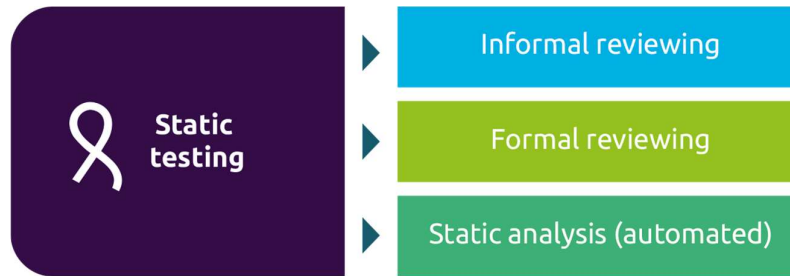 Static
testing
Informal reviewing
Formal reviewing
Static analysis (automated)